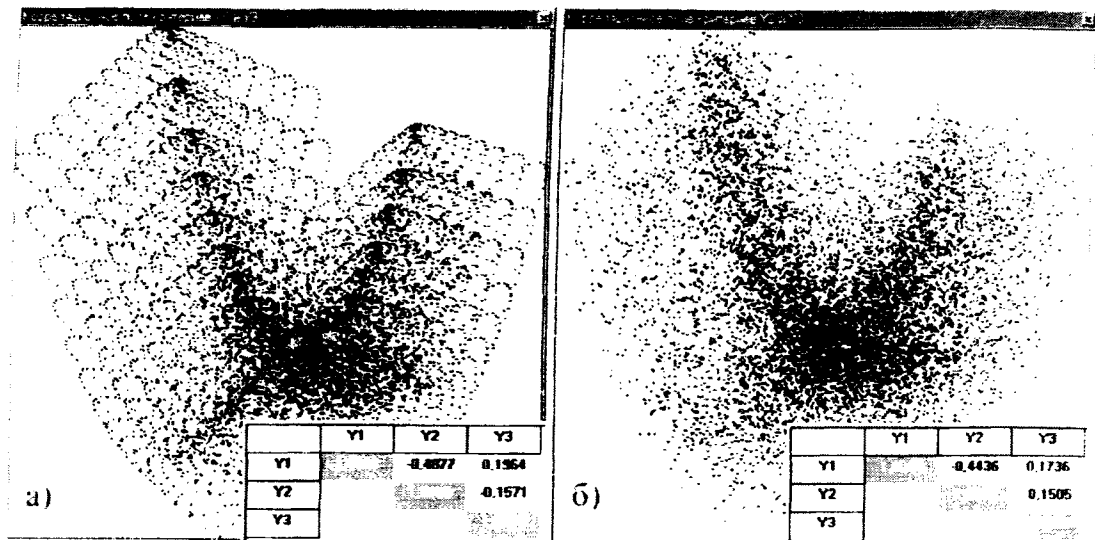 Y1 Y2 Y3
Y1 -0,4877 0,1964
Y2 -0,1571
Y3
а)
Y1 Y2 Y3
Y1 -0,4436 0,1736
Y2 0,1505
Y3
б)